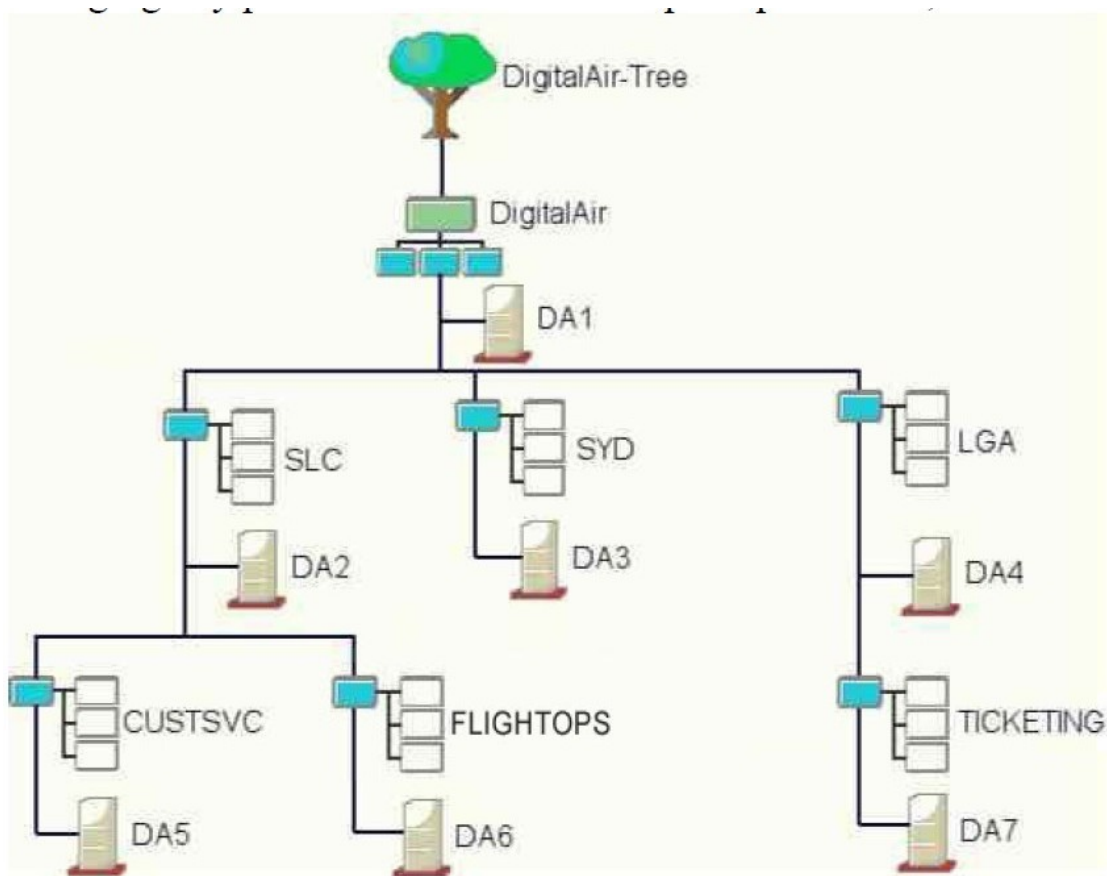 DigitalAir-Tree
DigitalAir
DA1
SLC
SYD
LGA
DA2
DA3
DA4
CUSTSVC
FLIGHTOPS
TICKETING
DA5
DA6
DA7